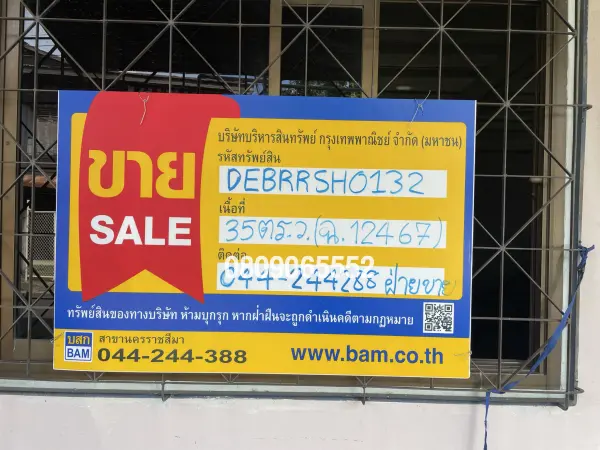 ขาย
SALE
บริษัทบริหารสินทรัพย์ กรุงเทพพาณิชย์ จำกัด (มหาชน)
รหัสทรัพย์สิน
DEBRRSH0132
เนื้อที่
35ตร.ว.(ฉ.12467)
ติดต่อ
0909065552
044-244288 ฝ่ายขาย
ทรัพย์สินของทางบริษัท ห้ามบุกรุก หากฝ่าฝืนจะถูกดำเนินคดีตามกฎหมาย
บสก
BAM
สาขานครราชสีมา
044-244-388
www.bam.co.th